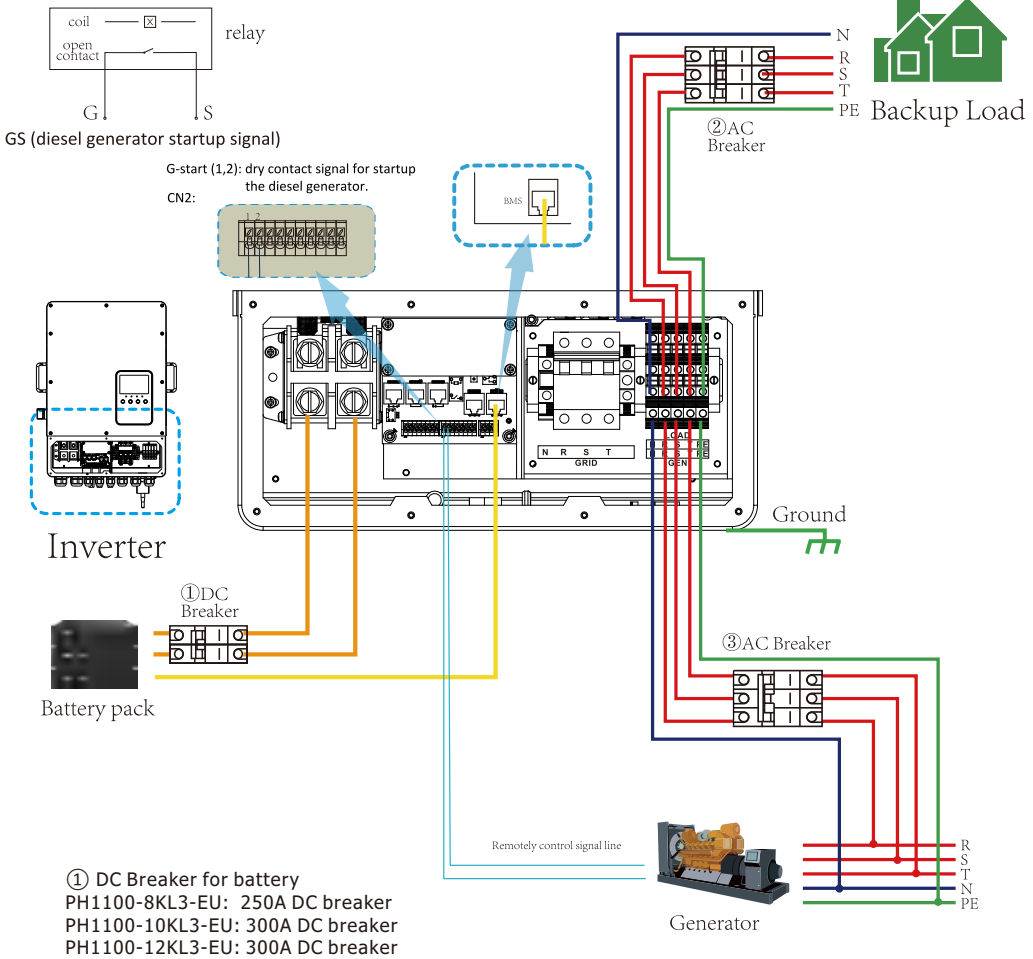 coil
relay
open
contact
G
S
GS (diesel generator startup signal)
G-start (1,2): dry contact signal for startup
the diesel generator.
CN2:
1 2
BMS
N
R
S
T
PE
Backup Load
②AC
Breaker
LOAD
N R S T PE
N R S T PE
GEN
N R S T
GRID
Ground
Inverter
①DC
Breaker
Battery pack
③AC Breaker
Remotely control signal line
Generator
R
S
T
N
PE
① DC Breaker for battery
PH1100-8KL3-EU: 250A DC breaker
PH1100-10KL3-EU: 300A DC breaker
PH1100-12KL3-EU: 300A DC breaker